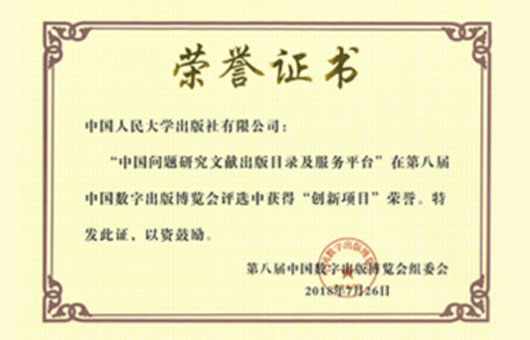 荣誉证书
中国人民大学出版社有限公司：
“中国问题研究文献出版目录及服务平台”在第八届
中国数字出版博览会评选中获得“创新项目”荣誉。特
发此证，以资鼓励。
第八届中国数字出版博览会组委会
2018年7月26日